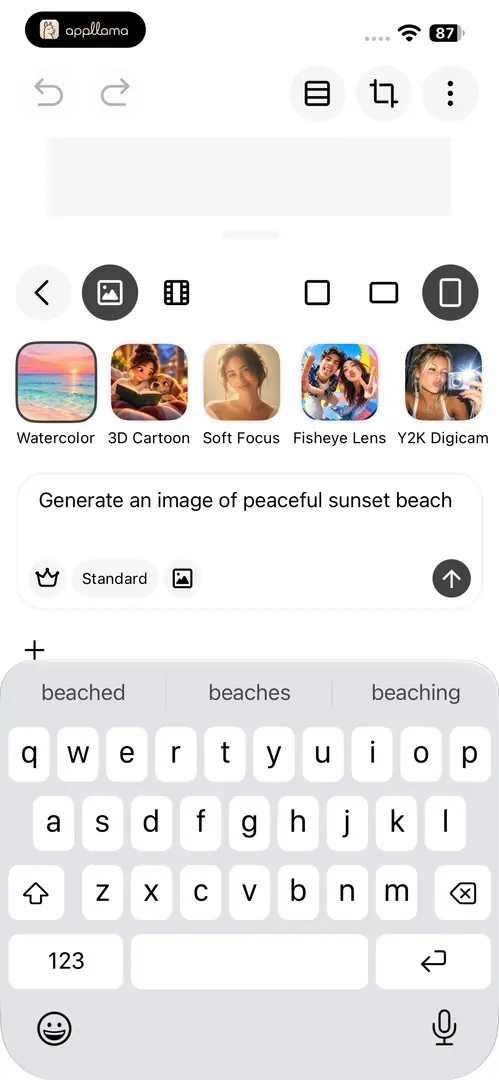 appllama
87
Watercolor 3D Cartoon Soft Focus Fisheye Lens Y2K Digicam
Generate an image of peaceful sunset beach
Standard
beached beaches beaching
q w e r t y u i o p
a s d f g h j k l
z x c v b n m
123